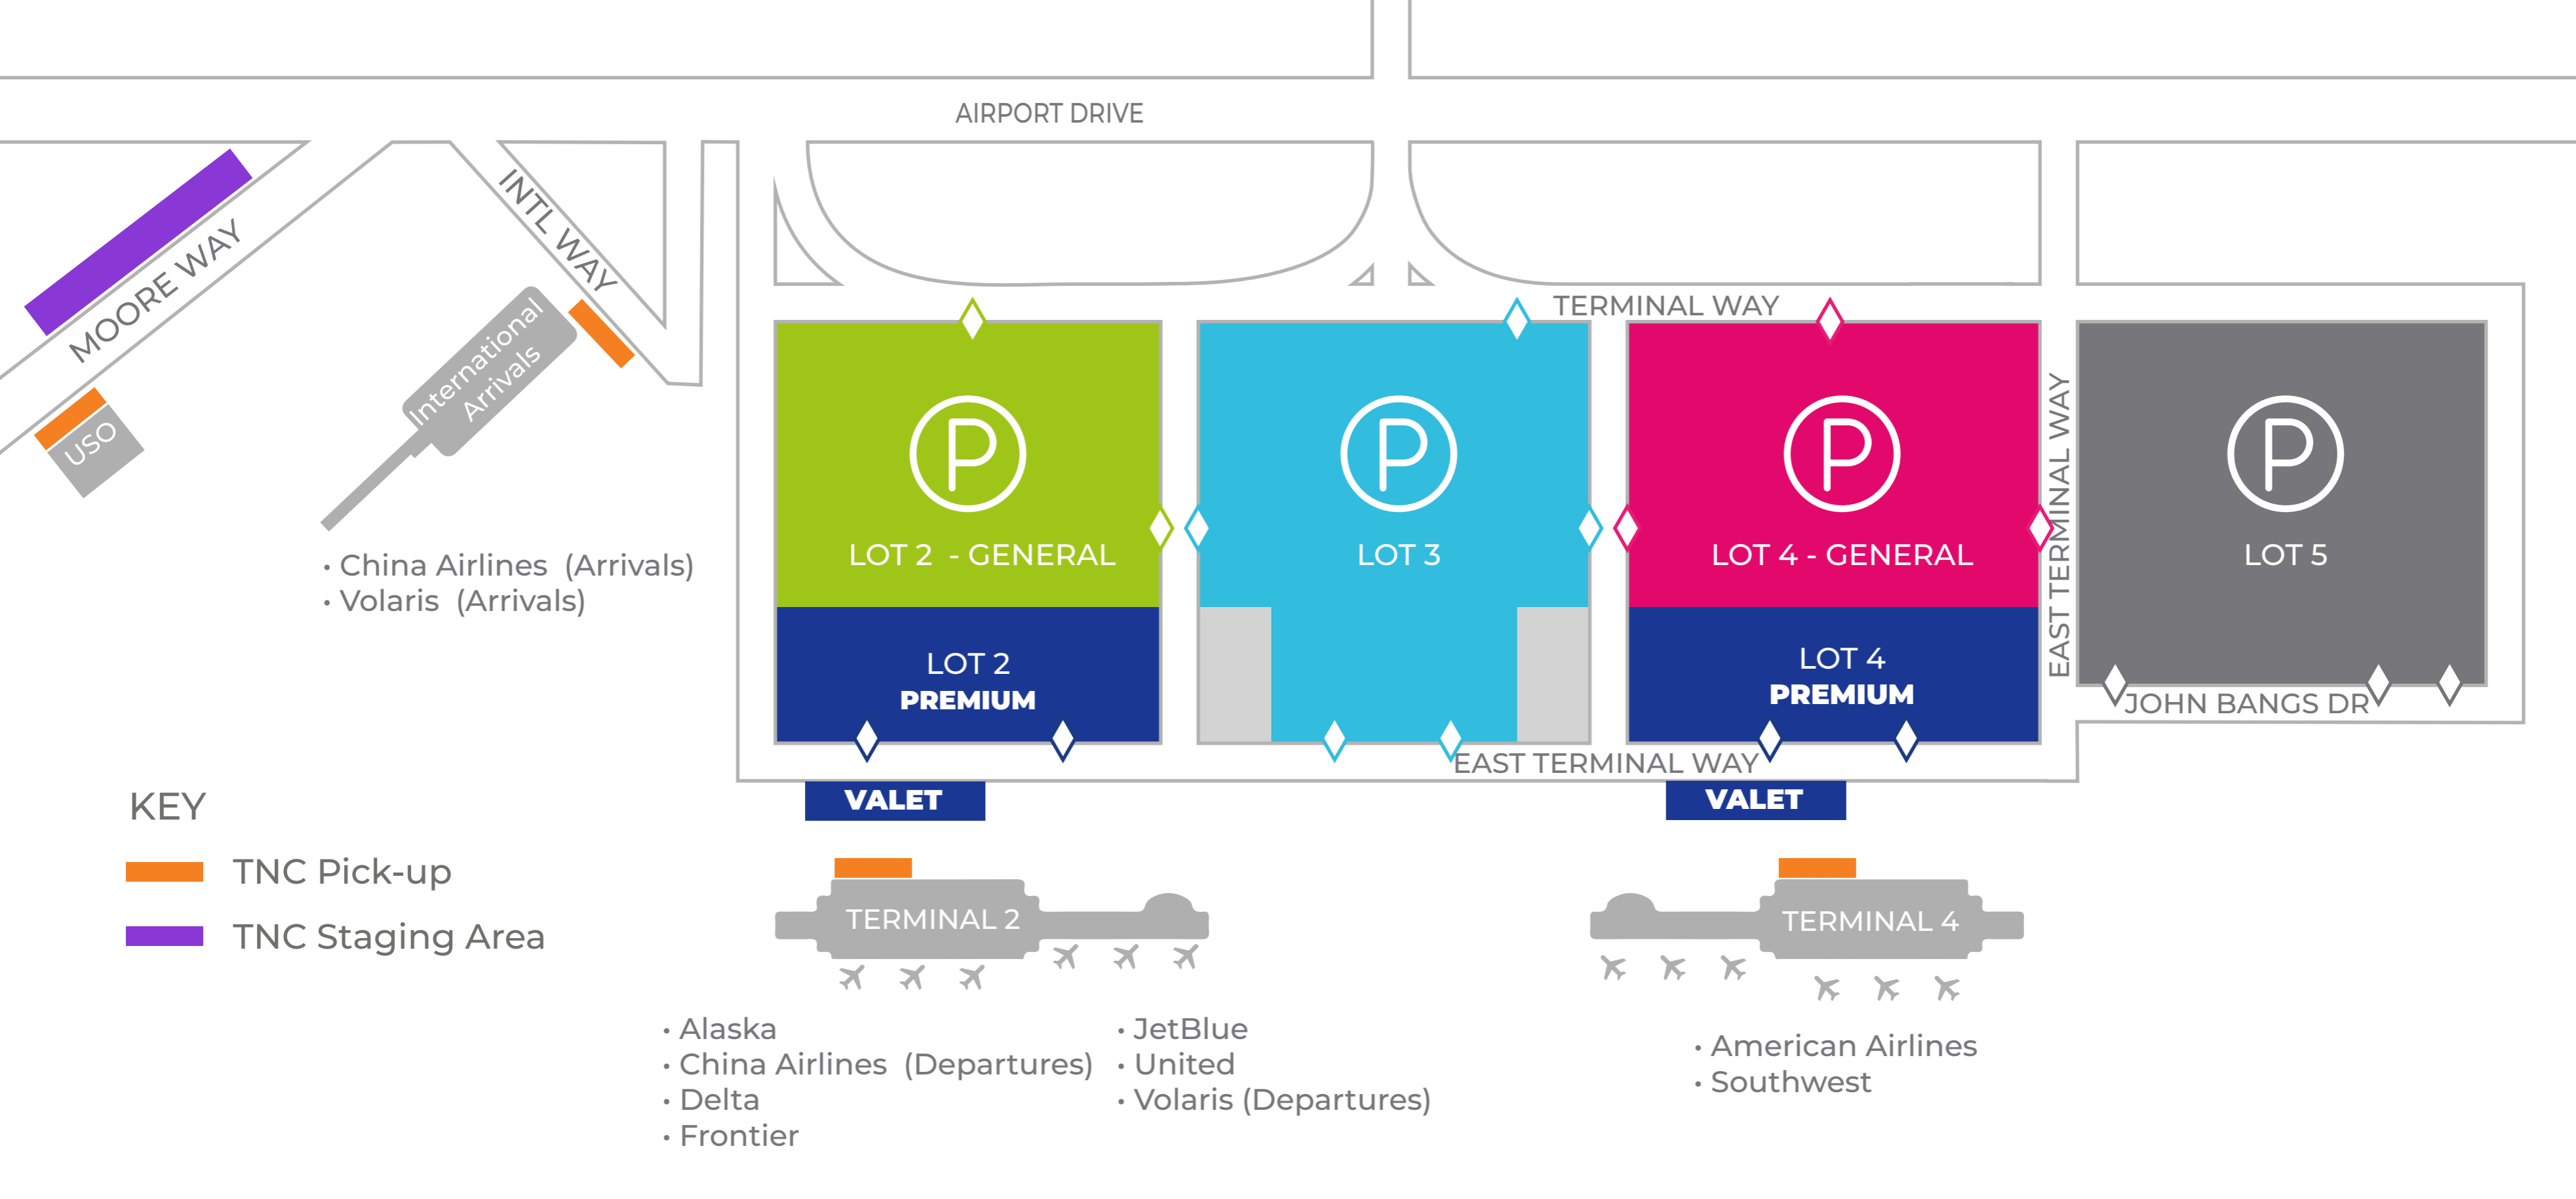 AIRPORT DRIVE
MOORE WAY
INTL WAY
International
Arrivals
USO
TERMINAL WAY
P
LOT 2 - GENERAL
P
LOT 3
P
LOT 4 - GENERAL
P
LOT 5
EAST TERMINAL WAY
• China Airlines (Arrivals)
• Volaris (Arrivals)
LOT 2
PREMIUM
LOT 4
PREMIUM
JOHN BANGS DR
EAST TERMINAL WAY
VALET
VALET
KEY
TNC Pick-up
TNC Staging Area
TERMINAL 2
TERMINAL 4
• Alaska
• China Airlines (Departures)
• Delta
• Frontier
• JetBlue
• United
• Volaris (Departures)
• American Airlines
• Southwest